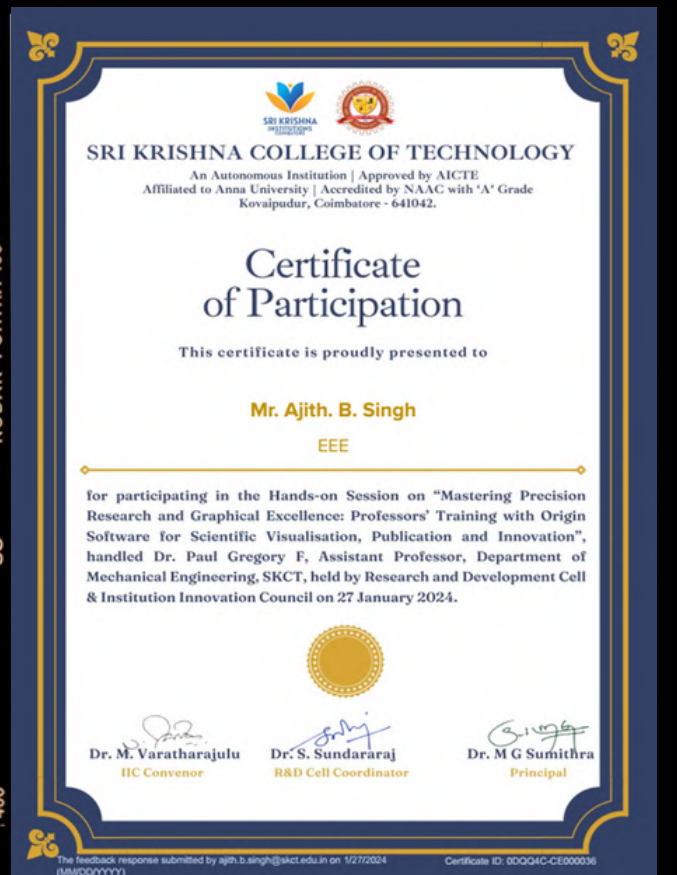 SRI KRISHNA
INSTITUTIONS
COIMBATORE
SRI KRISHNA COLLEGE OF TECHNOLOGY
An Autonomous Institution | Approved by AICTE
Affiliated to Anna University | Accredited by NAAC with ‘A’ Grade
Kovaipudur, Coimbatore - 641042.
Certificate
of Participation
This certificate is proudly presented to
Mr. Ajith. B. Singh
EEE
for participating in the Hands-on Session on “Mastering Precision
Research and Graphical Excellence: Professors’ Training with Origin
Software for Scientific Visualisation, Publication and Innovation”,
handled Dr. Paul Gregory F, Assistant Professor, Department of
Mechanical Engineering, SKCT, held by Research and Development Cell
& Institution Innovation Council on 27 January 2024.
Dr. M. Varatharajulu
IIC Convenor
Dr. S. Sundararaj
R&D Cell Coordinator
Dr. M G Sumithra
Principal
The feedback response submitted by ajith.b.singh@skct.edu.in on 1/27/2024
(MM/DD/YYYY)
Certificate ID: 0DQQ4C-CE000036